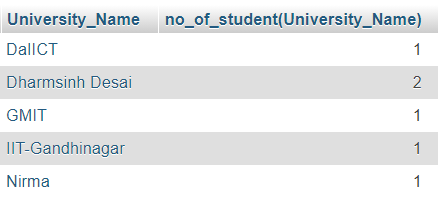 University_Name no_of_student(University_Name)
DaIICT 1
Dharmsinh Desai 2
GMIT 1
IIT-Gandhinagar 1
Nirma 1